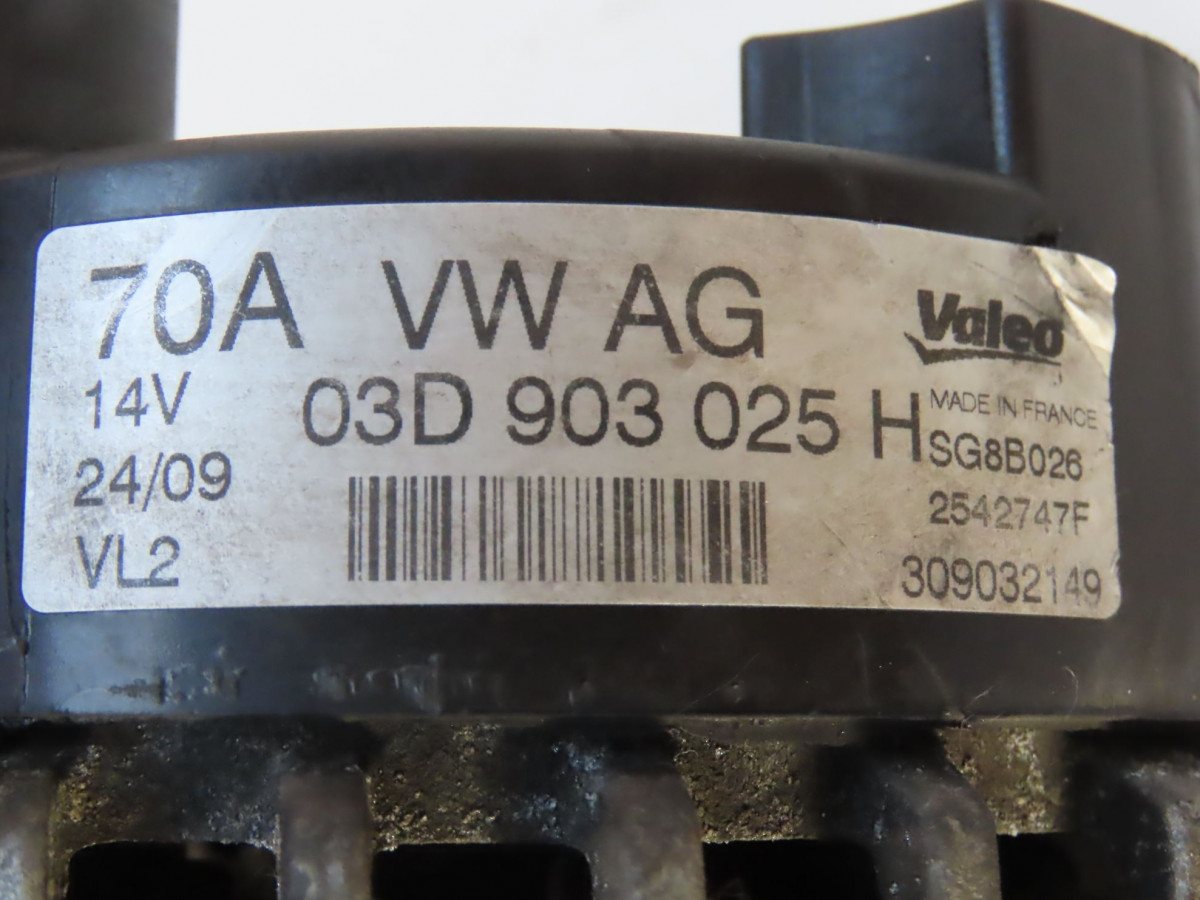 70A VW AG
Valeo
14V 03D 903 025 H
MADE IN FRANCE
24/09
SG8B026
2542747F
VL2
309032149